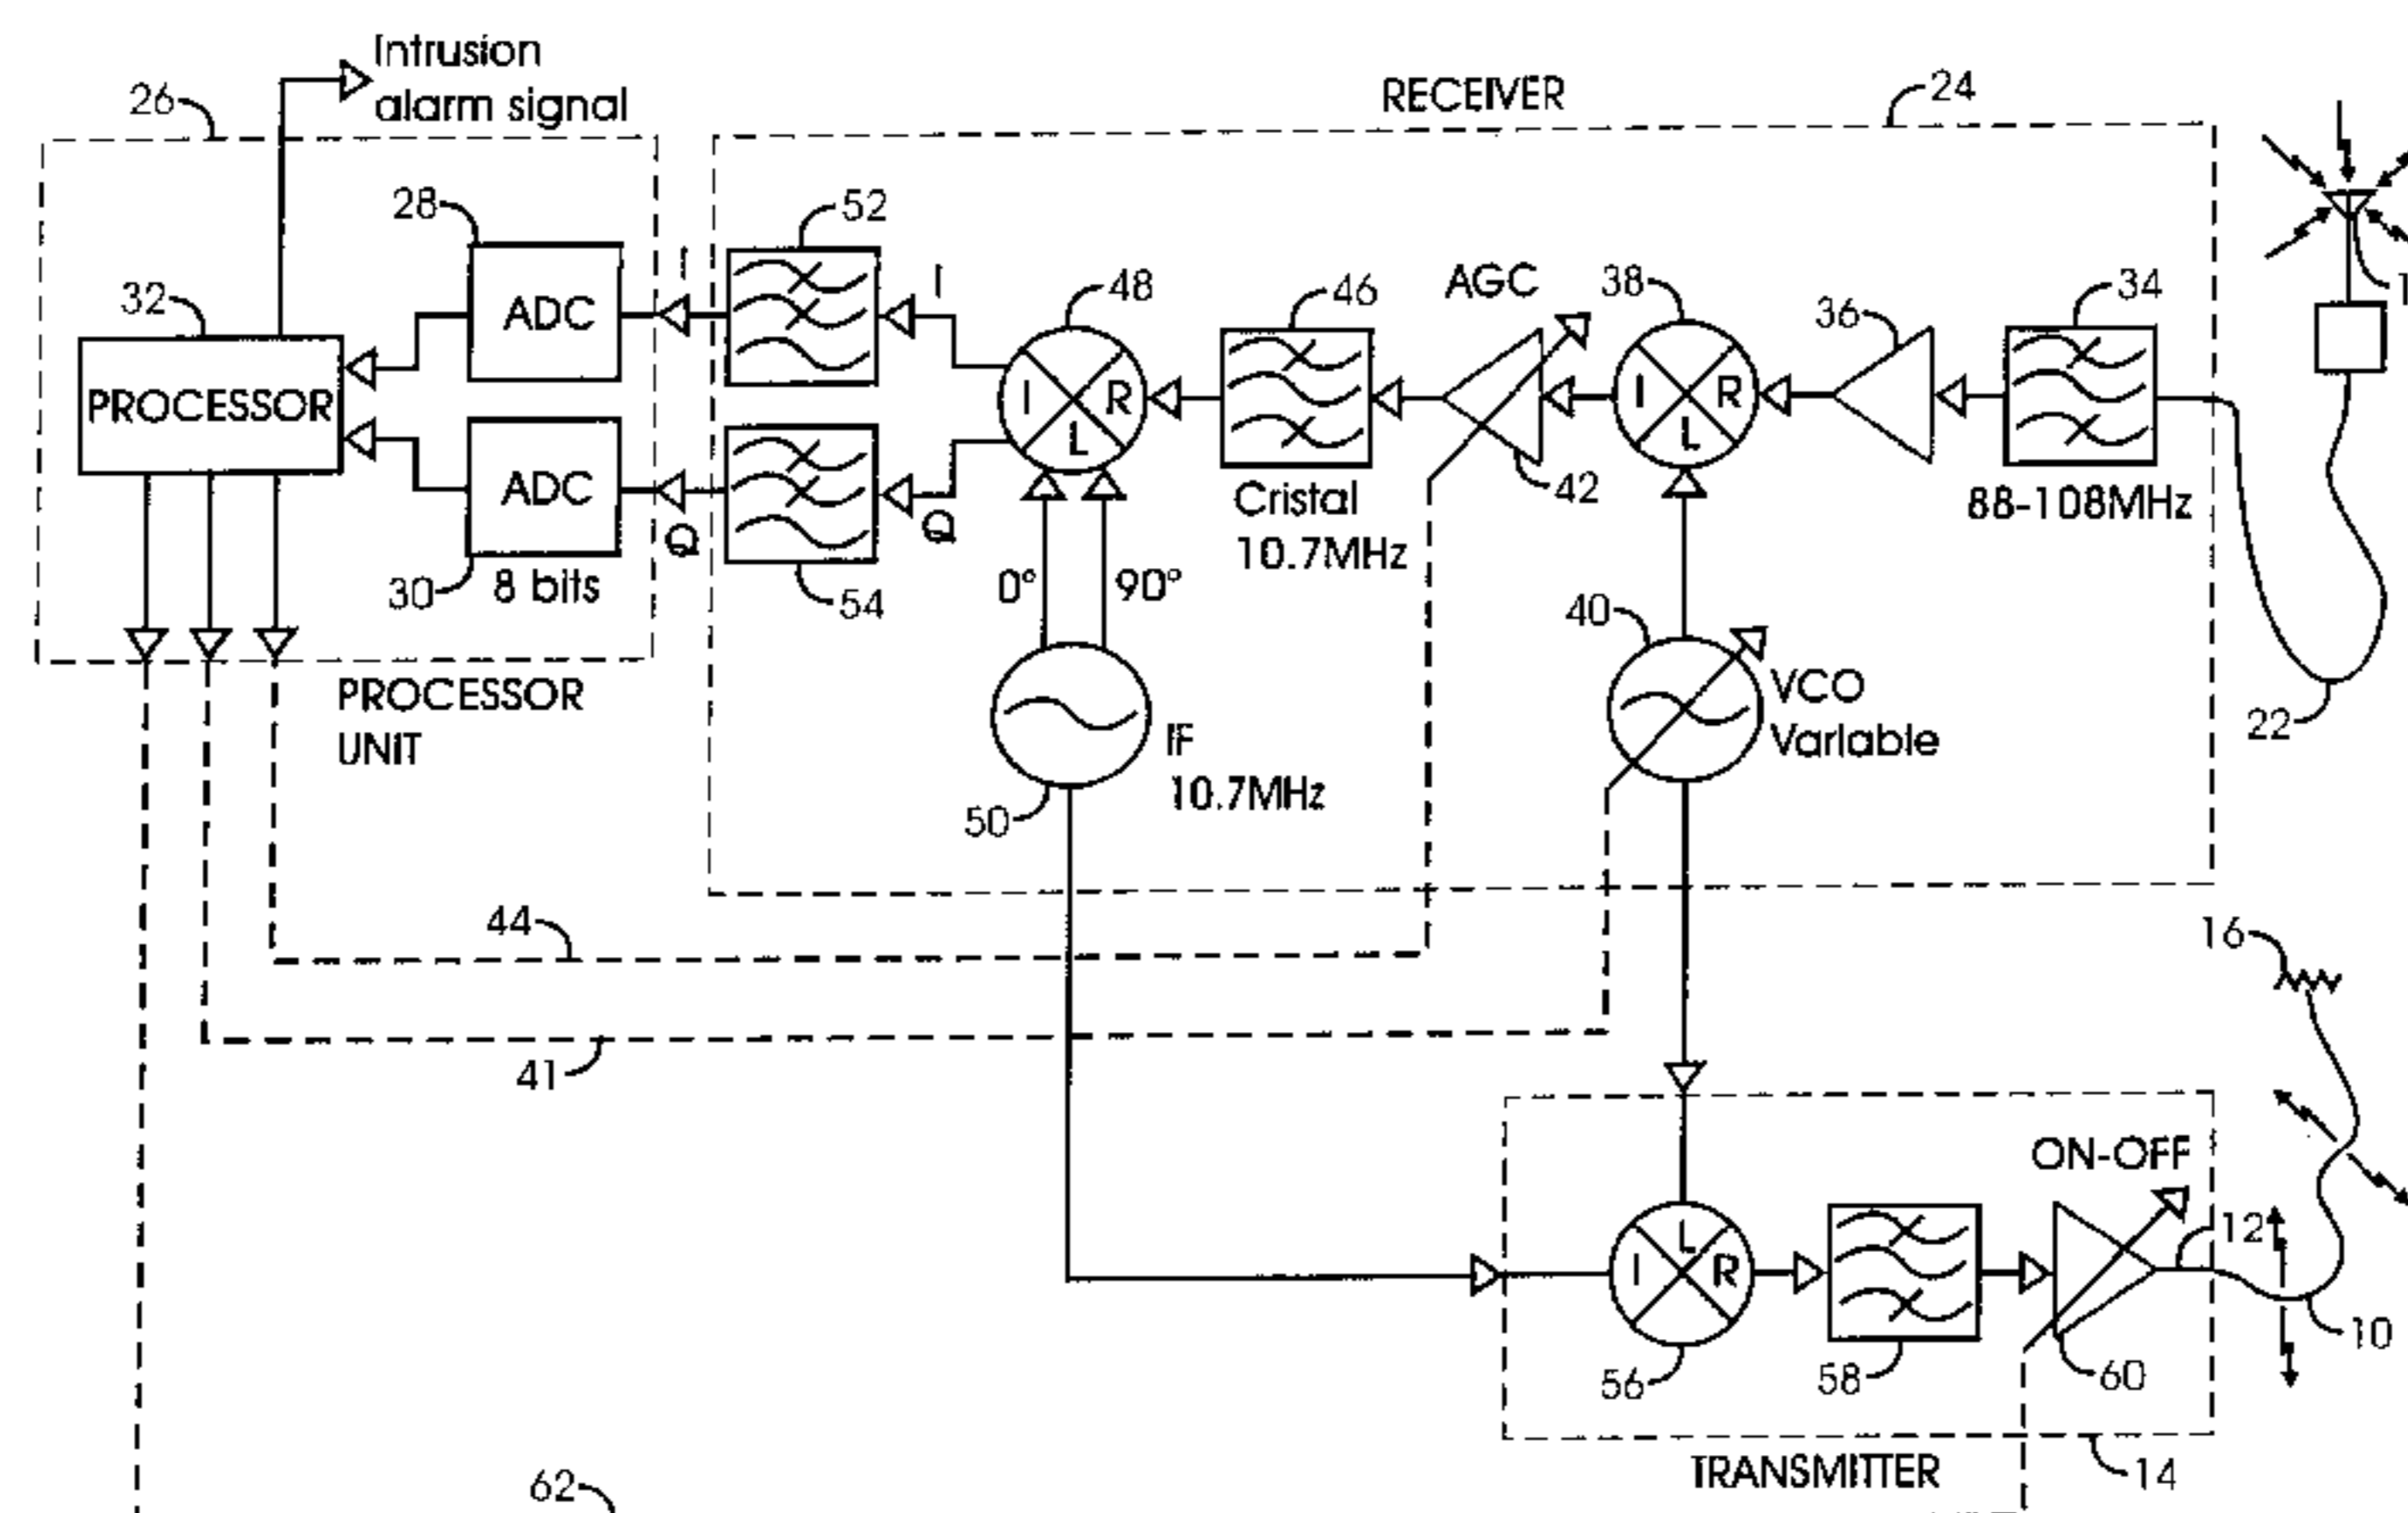 Intrusion
alarm signal
26
RECEIVER
24
28
52
32
ADC
I
I
48
46
AGC
38
36
34
1
PROCESSOR
I
R
L
I
R
L
ADC
Q
Q
Cristal
10.7MHz
42
88-108MHz
30
8 bits
54
0°
90°
40
PROCESSOR
UNIT
IF
10.7MHz
50
VCO
Variable
22
44
16
41
ON-OFF
12
L
I
R
10
56
58
60
TRANSMITTER
14
62